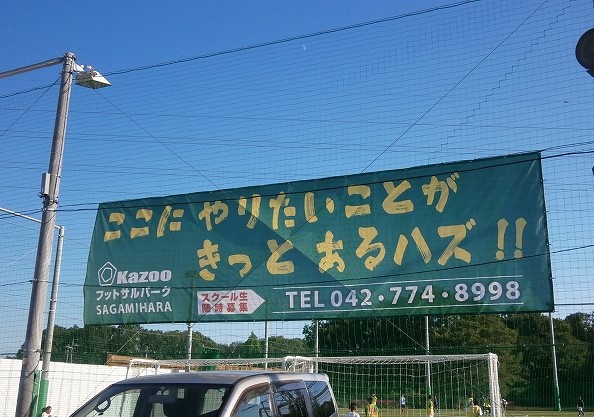 ここに やりたいことが
きっと あるハズ!!
Kazoo
フットサルパーク
SAGAMIHARA
スクール生
随時募集
TEL 042・774・8998